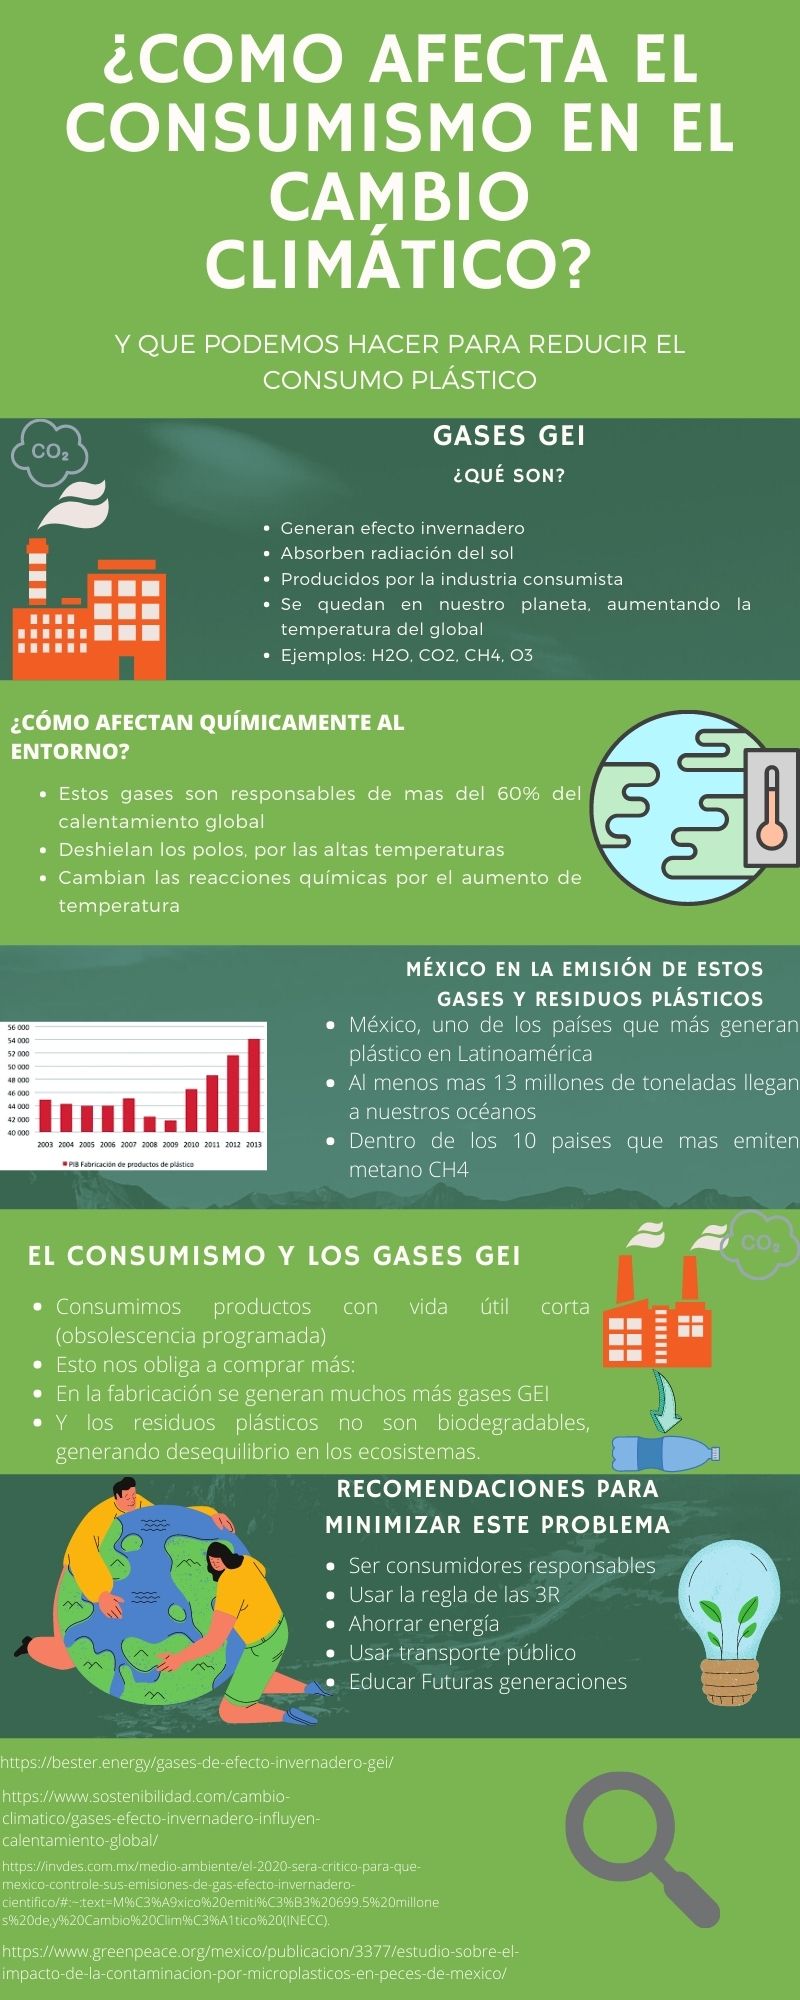 ¿COMO AFECTA EL
CONSUMISMO EN EL
CAMBIO
CLIMÁTICO?
Y QUE PODEMOS HACER PARA REDUCIR EL
CONSUMO PLÁSTICO
CO₂
GASES GEI
¿QUÉ SON?
Generan efecto invernadero
Absorben radiación del sol
Producidos por la industria consumista
Se quedan en nuestro planeta, aumentando la
temperatura del global
Ejemplos: H2O, CO2, CH4, O3
¿CÓMO AFECTAN QUÍMICAMENTE AL
ENTORNO?
Estos gases son responsables de mas del 60% del
calentamiento global
Deshielan los polos, por las altas temperaturas
Cambian las reacciones químicas por el aumento de
temperatura
MÉXICO EN LA EMISIÓN DE ESTOS
GASES Y RESIDUOS PLÁSTICOS
México, uno de los países que más generan
plástico en Latinoamérica
Al menos mas 13 millones de toneladas llegan
a nuestros océanos
Dentro de los 10 paises que mas emiten
metano CH4
56 000
54 000
52 000
50 000
48 000
46 000
44 000
42 000
40 000
2003 2004 2005 2006 2007 2008 2009 2010 2011 2012 2013
PIB Fabricación de productos de plástico
EL CONSUMISMO Y LOS GASES GEI
CO₂
Consumimos productos con vida útil corta
(obsolescencia programada)
Esto nos obliga a comprar más:
En la fabricación se generan muchos más gases GEI
Y los residuos plásticos no son biodegradables,
generando desequilibrio en los ecosistemas.
RECOMENDACIONES PARA
MINIMIZAR ESTE PROBLEMA
Ser consumidores responsables
Usar la regla de las 3R
Ahorrar energía
Usar transporte público
Educar Futuras generaciones
https://bester.energy/gases-de-efecto-invernadero-gei/
https://www.sostenibilidad.com/cambio-
climatico/gases-efecto-invernadero-influyen-
calentamiento-global/
https://invdes.com.mx/medio-ambiente/el-2020-sera-critico-para-que-
mexico-controle-sus-emisiones-de-gas-efecto-invernadero-
cientifico/#:~:text=M%C3%A9xico%20emiti%C3%B3%20699.5%20millone
s%20de,y%20Cambio%20Clim%C3%A1tico%20(INECC).
https://www.greenpeace.org/mexico/publicacion/3377/estudio-sobre-el-
impacto-de-la-contaminacion-por-microplasticos-en-peces-de-mexico/